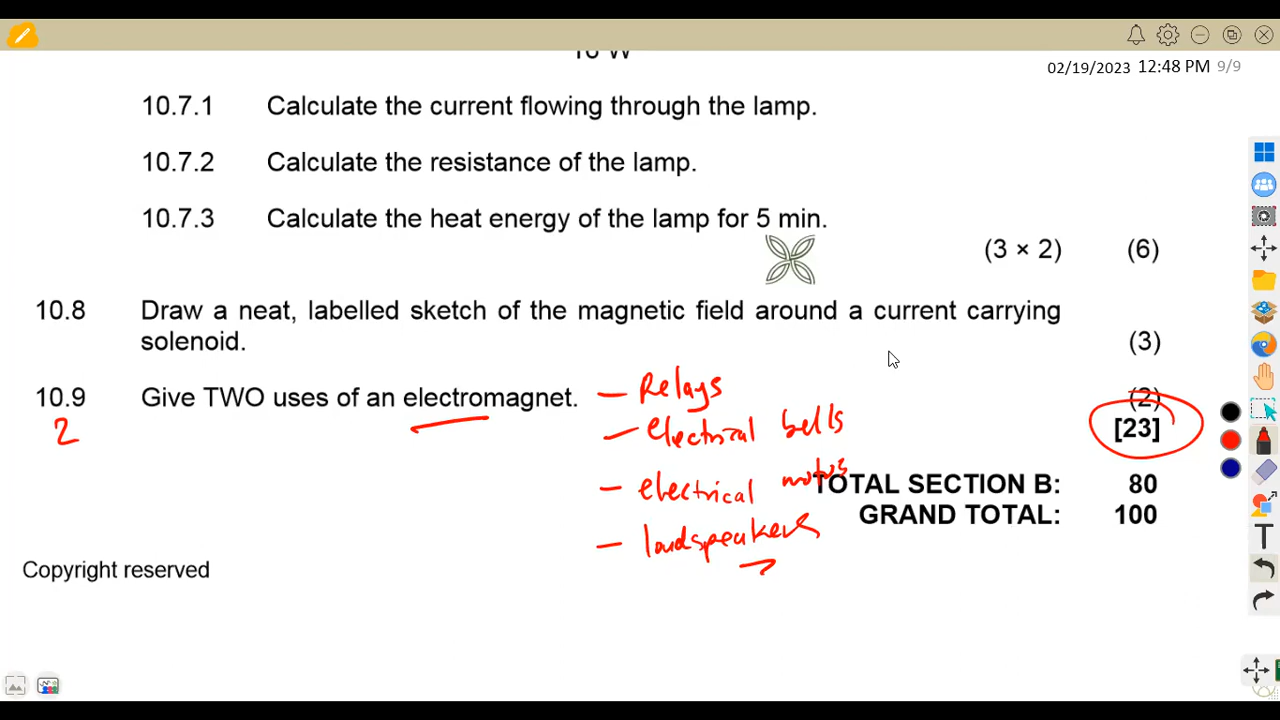 02/19/2023 12:48 PM 9/9
10.7.1 Calculate the current flowing through the lamp.
10.7.2 Calculate the resistance of the lamp.
10.7.3 Calculate the heat energy of the lamp for 5 min.
(3 × 2) (6)
10.8 Draw a neat, labelled sketch of the magnetic field around a current carrying
solenoid. (3)
10.9 Give TWO uses of an electromagnet. (2)
2
– Relays
– electrical bells
[23]
– electrical motors
– loudspeakers
TOTAL SECTION B: 80
GRAND TOTAL: 100
Copyright reserved
T